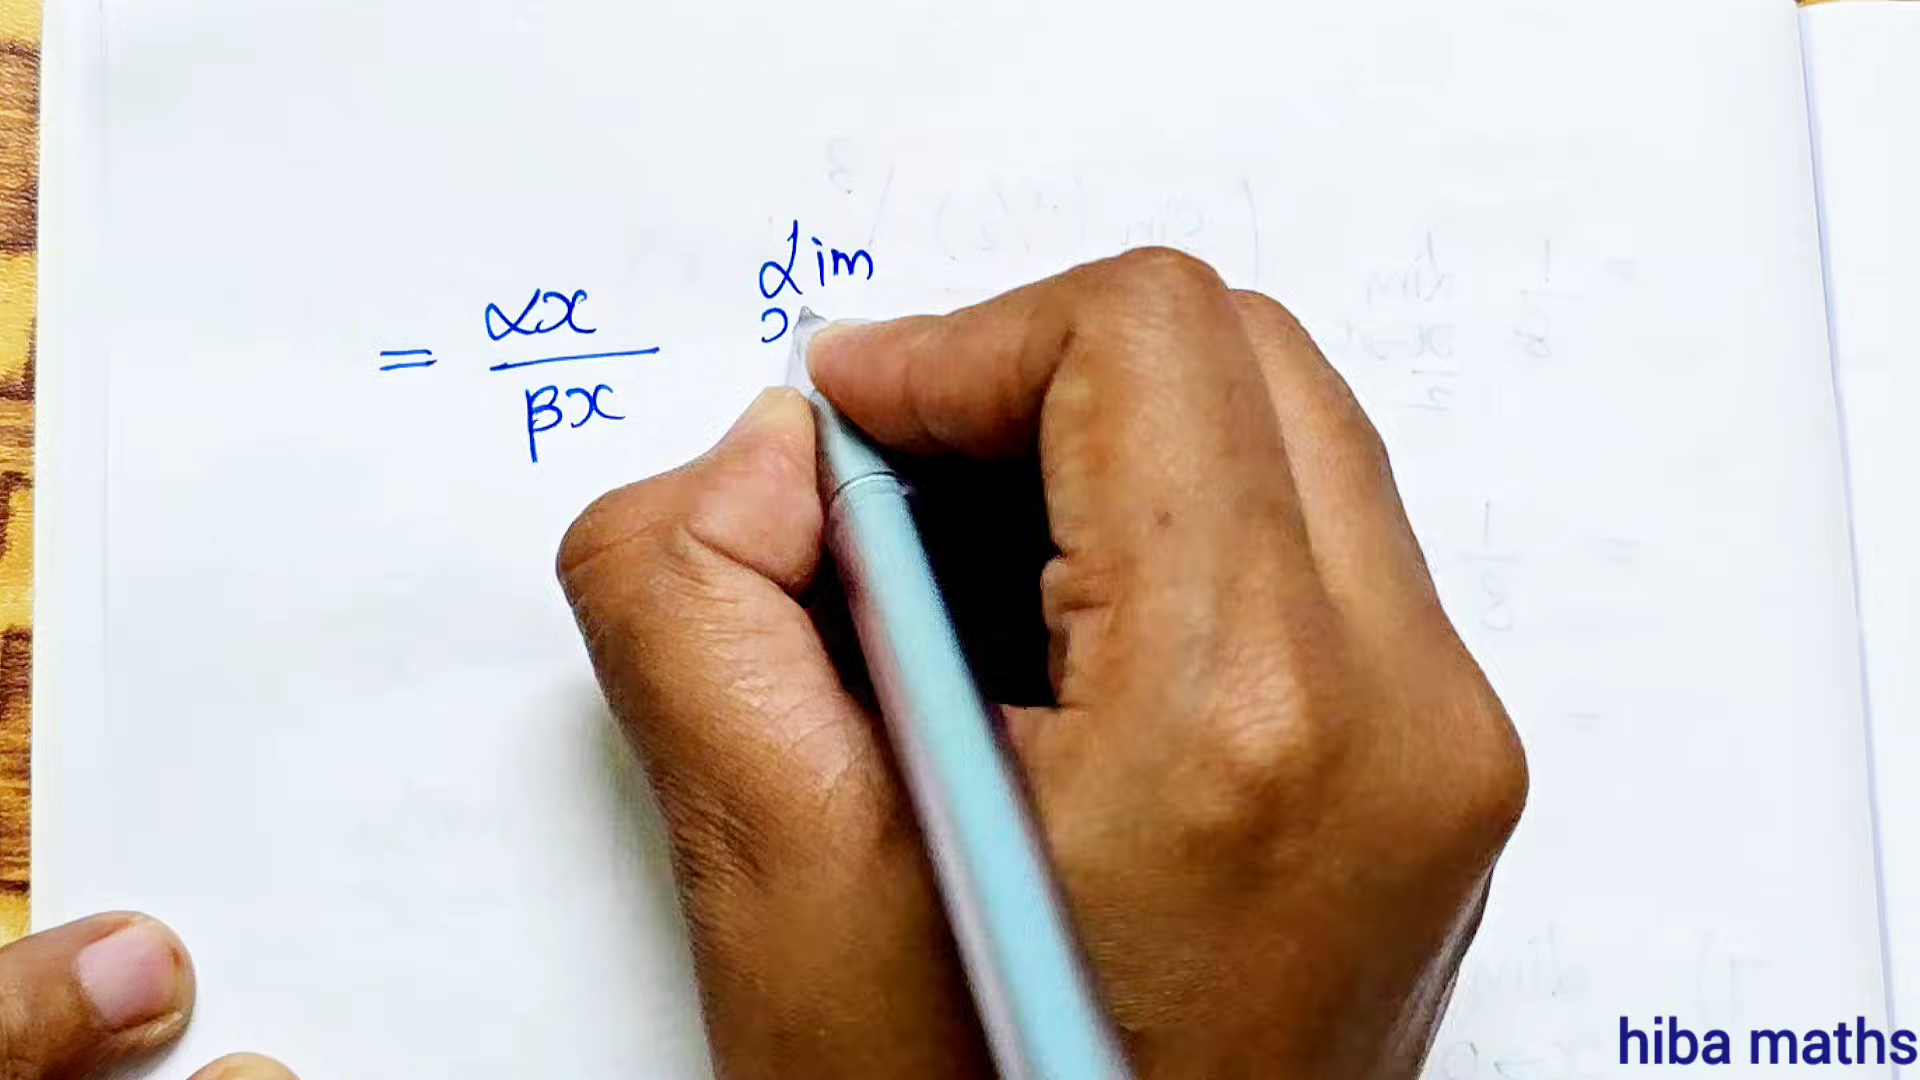 = αx / βx Lim
x
hiba maths